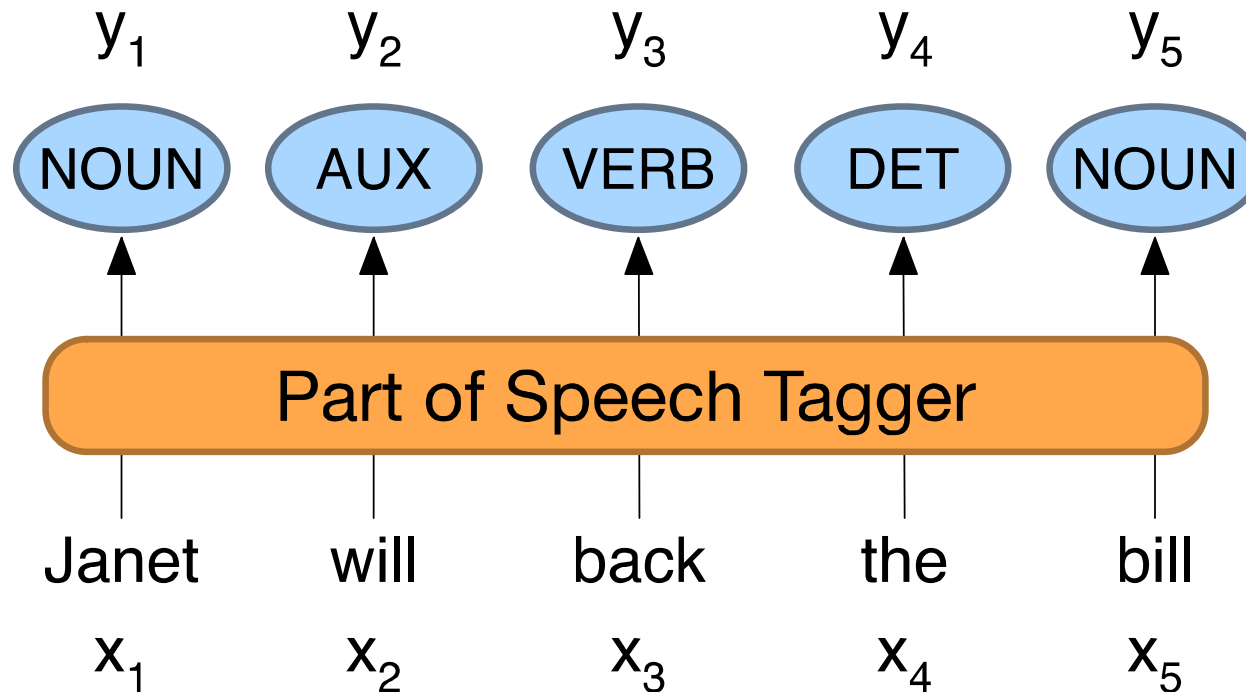 y₁ y₂ y₃ y₄ y₅
NOUN AUX VERB DET NOUN
Part of Speech Tagger
Janet will back the bill
x₁ x₂ x₃ x₄ x₅